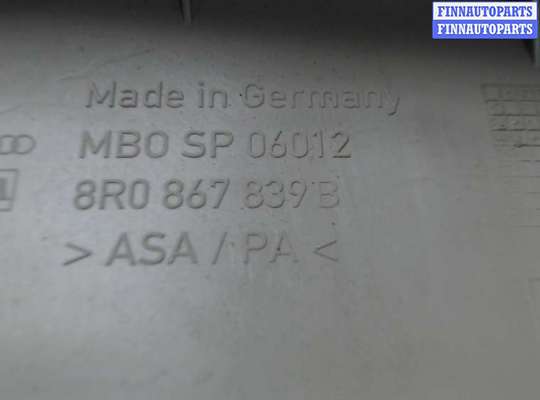 FINNAUTOPARTS
FINNAUTOPARTS
Made in Germany
MBO SP 06012
8R0 867 839 B
> ASA / PA <